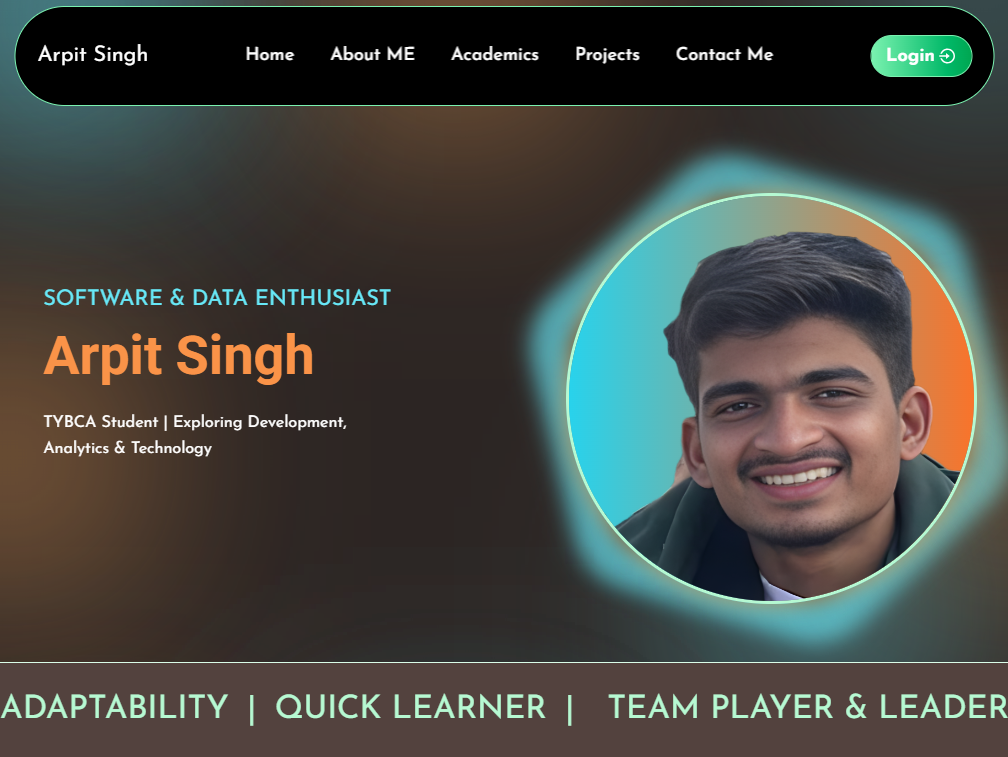 Arpit Singh Home About ME Academics Projects Contact Me Login
SOFTWARE & DATA ENTHUSIAST
Arpit Singh
TYBCA Student | Exploring Development,
Analytics & Technology
ADAPTABILITY | QUICK LEARNER | TEAM PLAYER & LEADER